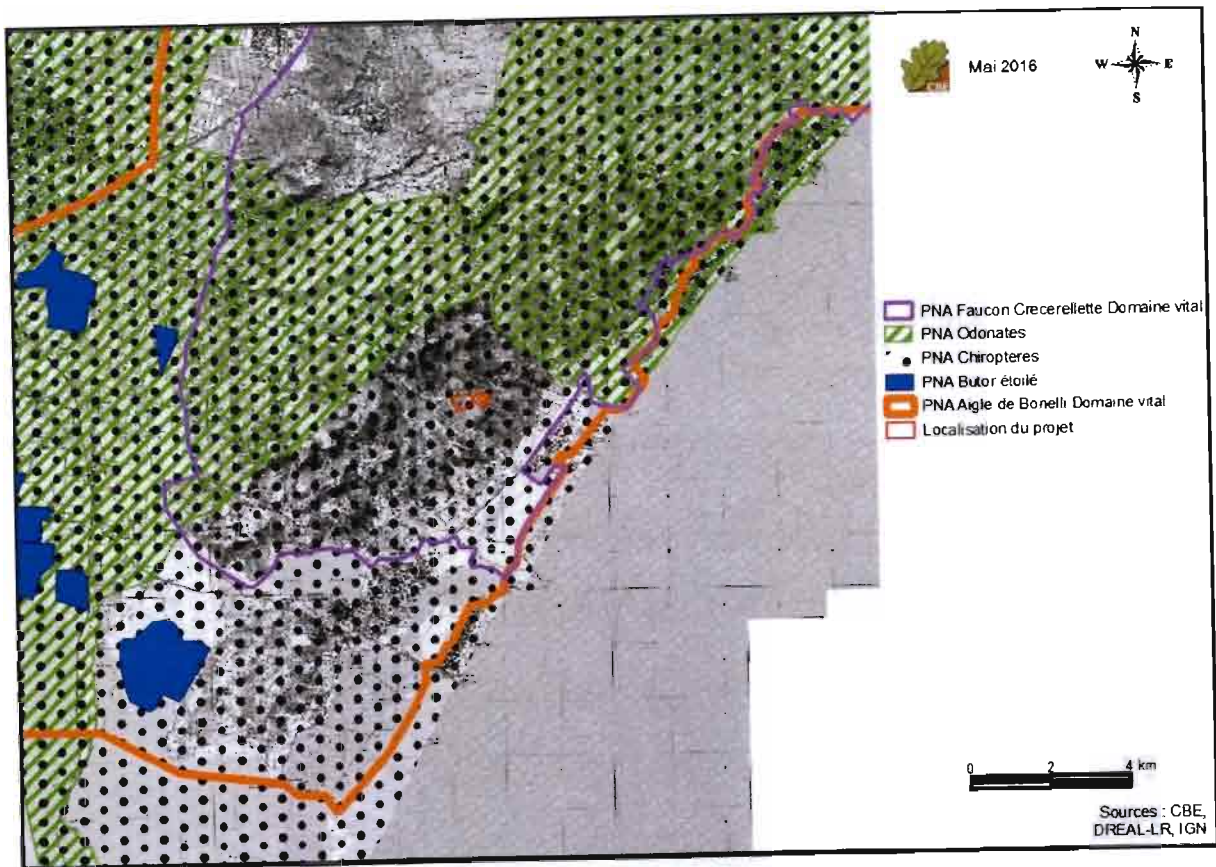 CBE
Mai 2016
N
W E
S
PNA Faucon Crecerellette Domaine vital
PNA Odonates
PNA Chiropteres
PNA Butor étoilé
PNA Aigle de Bonelli Domaine vital
Localisation du projet
0 2 4 km
Sources : CBE,
DREAL-LR, IGN